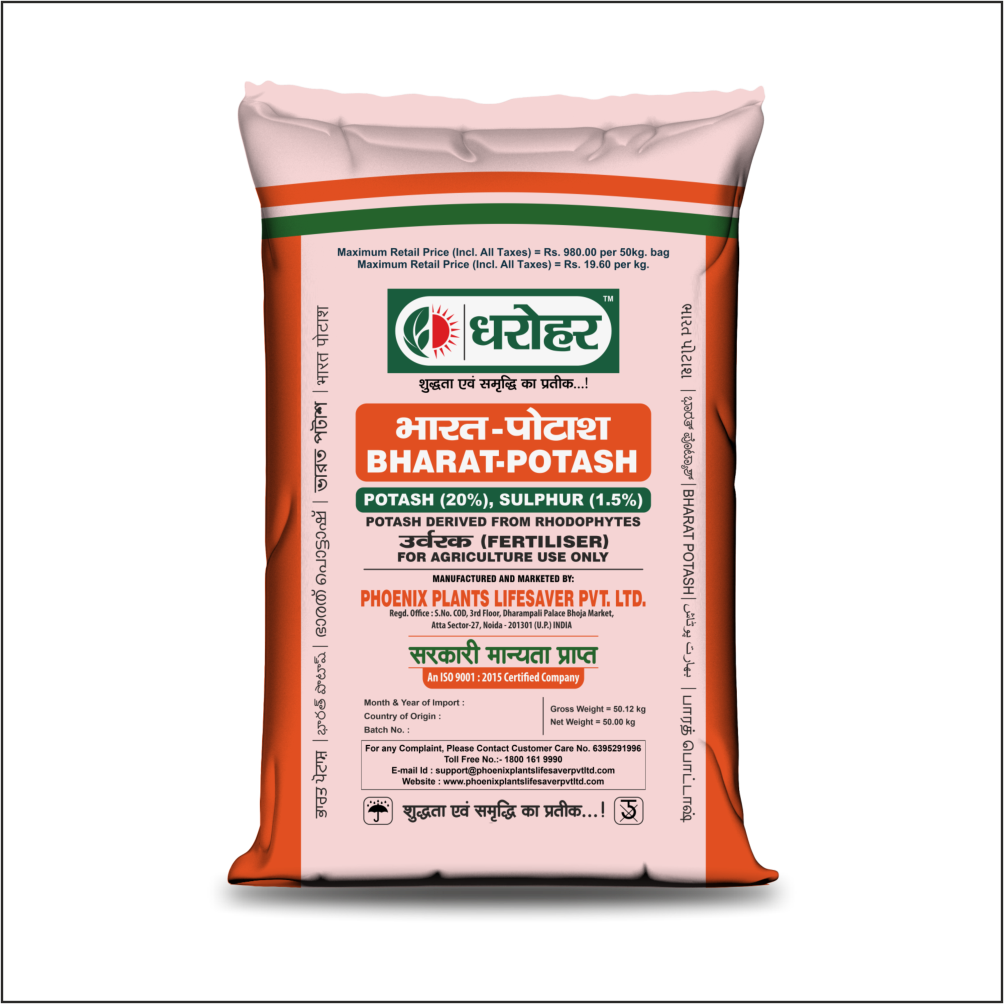 Maximum Retail Price (Incl. All Taxes) = Rs. 980.00 per 50kg. bag
Maximum Retail Price (Incl. All Taxes) = Rs. 19.60 per kg.
धरोहर TM
शुद्धता एवं समृद्धि का प्रतीक...!
भारत-पोटाश
BHARAT-POTASH
POTASH (20%), SULPHUR (1.5%)
POTASH DERIVED FROM RHODOPHYTES
उर्वरक (FERTILISER)
FOR AGRICULTURE USE ONLY
MANUFACTURED AND MARKETED BY:
PHOENIX PLANTS LIFESAVER PVT. LTD.
Regd. Office : S.No. COD, 3rd Floor, Dharampali Palace Bhoja Market,
Atta Sector-27, Noida - 201301 (U.P.) INDIA
सरकारी मान्यता प्राप्त
An ISO 9001 : 2015 Certified Company
Month & Year of Import :
Country of Origin :
Batch No. :
Gross Weight = 50.12 kg
Net Weight = 50.00 kg
For any Complaint, Please Contact Customer Care No. 6395291996
Toll Free No.:- 1800 161 9990
E-mail Id : support@phoenixplantslifesaverpvtltd.com
Website : www.phoenixplantslifesaverpvtltd.com
शुद्धता एवं समृद्धि का प्रतीक...!
भारत पोटाश
ભારત પોટાશ
BHARAT POTASH
بھارت پوٹاش